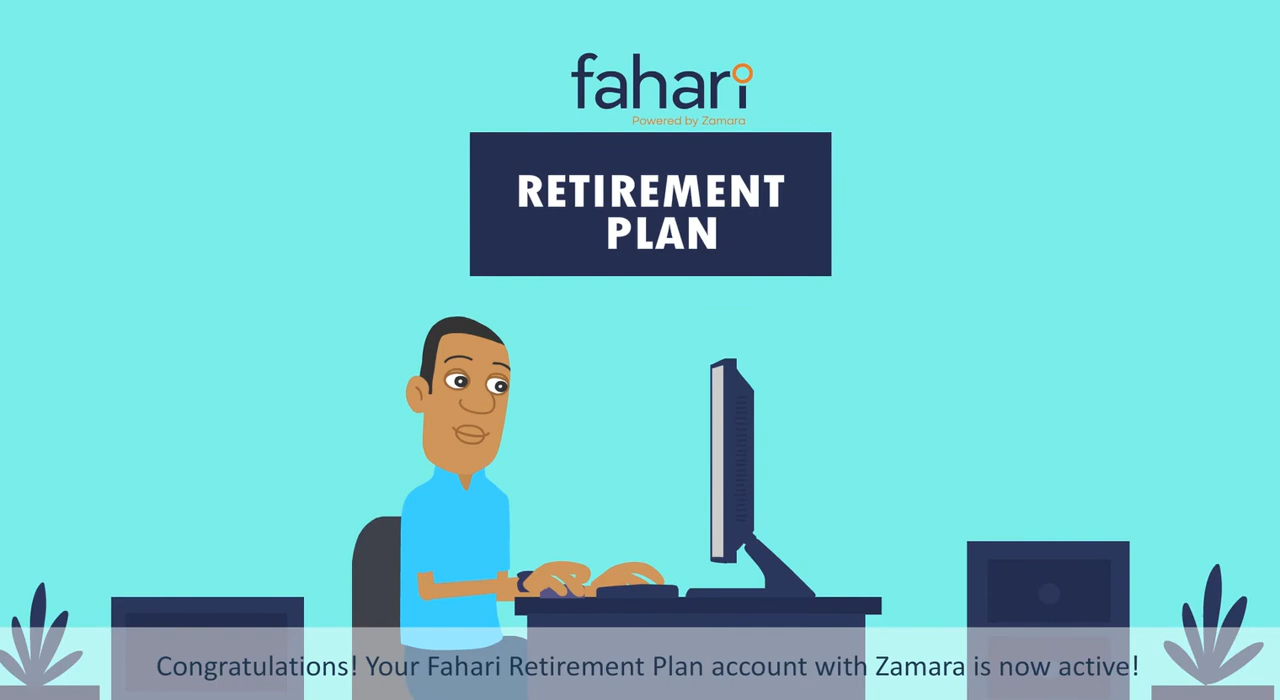 fahari
Powered by Zamara
RETIREMENT
PLAN
Congratulations! Your Fahari Retirement Plan account with Zamara is now active!